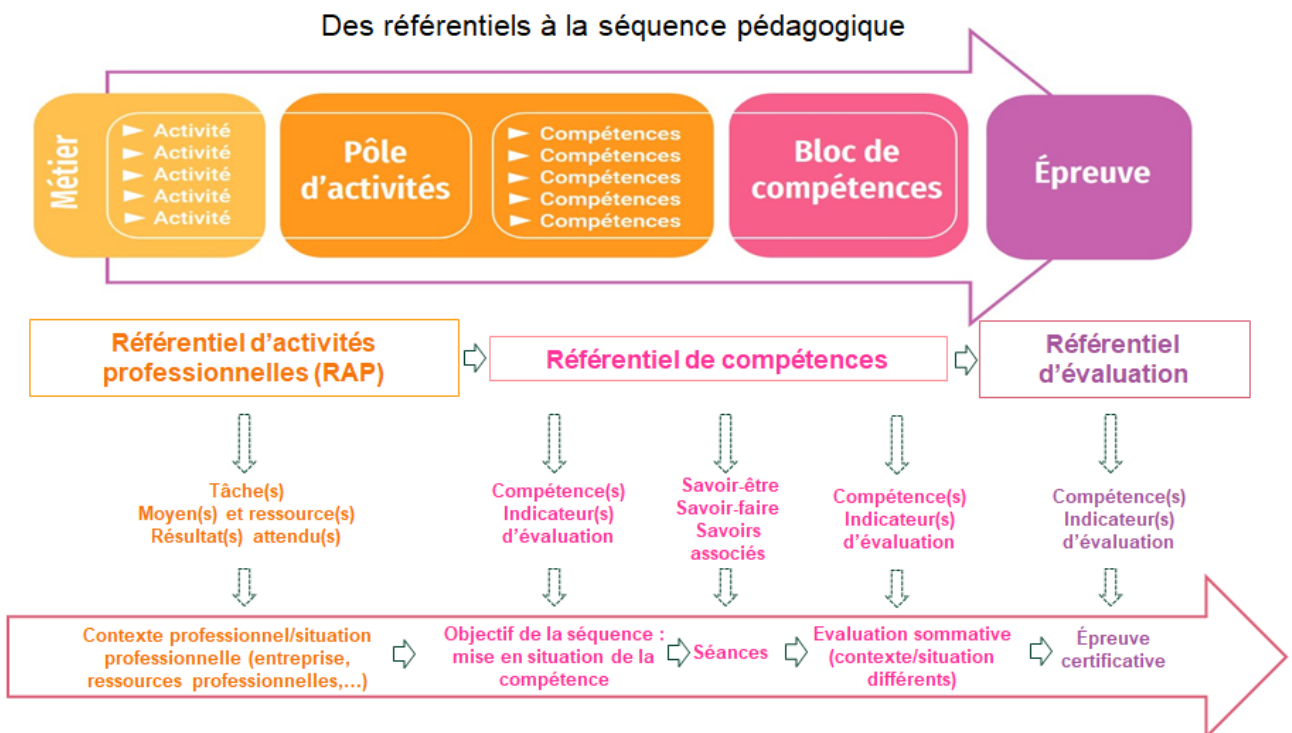 Des référentiels à la séquence pédagogique
Métier
► Activité
► Activité
► Activité
► Activité
► Activité
Pôle
d'activités
► Compétences
► Compétences
► Compétences
► Compétences
► Compétences
Bloc de
compétences
Épreuve
Référentiel d'activités
professionnelles (RAP)
Référentiel de compétences
Référentiel
d'évaluation
Tâche(s)
Moyen(s) et ressource(s)
Résultat(s) attendu(s)
Compétence(s)
Indicateur(s)
d'évaluation
Savoir-être
Savoir-faire
Savoirs
associés
Compétence(s)
Indicateur(s)
d'évaluation
Compétence(s)
Indicateur(s)
d'évaluation
Contexte professionnel/situation
professionnelle (entreprise,
ressources professionnelles,...)
Objectif de la séquence :
mise en situation de la
compétence
Séances
Evaluation sommative
(contexte/situation
différents)
Épreuve
certificative